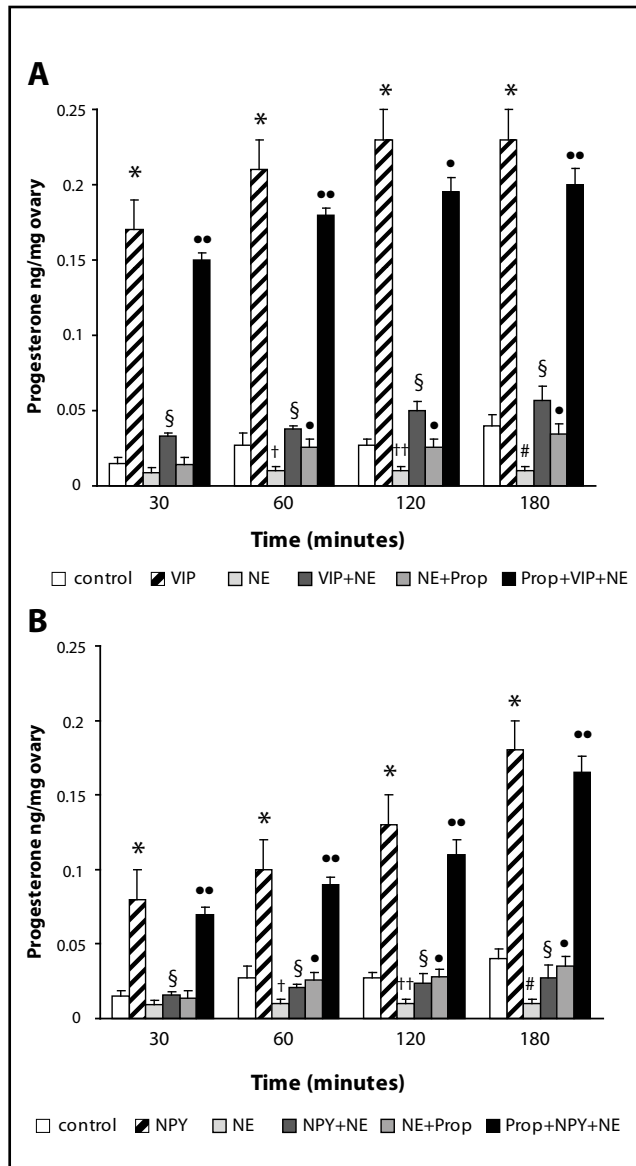 A
Progesterone ng/mg ovary
0.25
0.2
0.15
0.1
0.05
0
* * * *
•• •• • ••
§ § § §
† †† #
• • •
30 60 120 180
Time (minutes)
control VIP NE VIP+NE NE+Prop Prop+VIP+NE
B
Progesterone ng/mg ovary
0.25
0.2
0.15
0.1
0.05
0
* * * *
•• •• •• ••
§ § § §
† †† #
• • •
30 60 120 180
Time (minutes)
control NPY NE NPY+NE NE+Prop Prop+NPY+NE